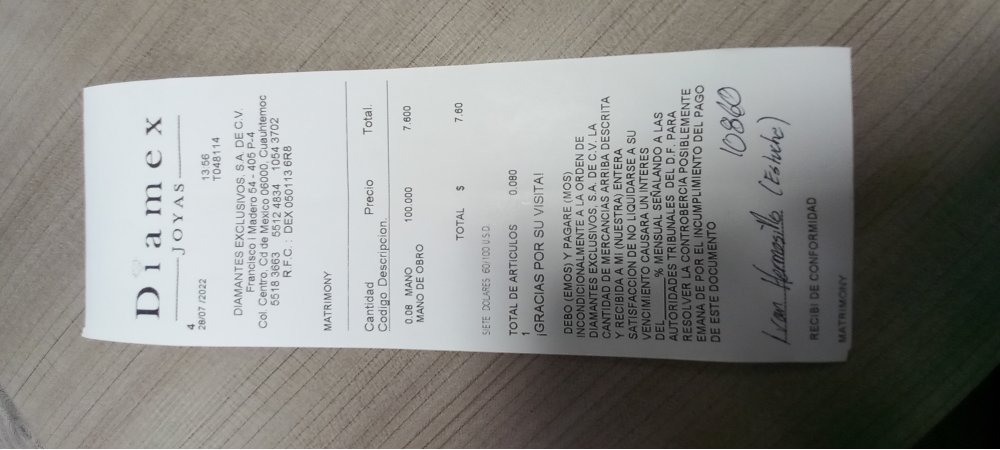 Diamex
JOYAS
4
28/07/2022 13:56
T048114
DIAMANTES EXCLUSIVOS, S.A. DE C.V.
Francisco I Madero 54 - 405 P-4
Col. Centro, Cd de Mexico 06000, Cuauhtemoc
5518 3663 5512 4834 1054 3702
R.F.C. : DEX 050113 6R8
MATRIMONY
Cantidad Precio Total.
Codigo Descripcion.
0.08 MANO 100.000 7.600
MANO DE OBRO
TOTAL $ 7.60
SIETE DOLARES 60/100 U.S.D.
TOTAL DE ARTICULOS 0.080
1
¡GRACIAS POR SU VISITA!
DEBO (EMOS) Y PAGARE (MOS)
INCONDICIONALMENTE A LA ORDEN DE
DIAMANTES EXCLUSIVOS, S.A. DE C.V. LA
CANTIDAD DE MERCANCIAS ARRIBA DESCRITA
Y RECIBIDA A MI (NUESTRA) ENTERA
SATISFACCION DE NO LIQUIDARSE A SU
VENCIMIENTO CAUSARA UN INTERES
DEL____% MENSUAL SEÑALANDO A LAS
AUTORIDADES TRIBUNALES DEL D.F. PARA
RESOLVER LA CONTROBERCIA POSIBLEMENTE
EMANA DE POR EL INCUMPLIMIENTO DEL PAGO
DE ESTE DOCUMENTO
10860
Hermosillo (Estuche)
RECIBI DE CONFORMIDAD
MATRIMONY